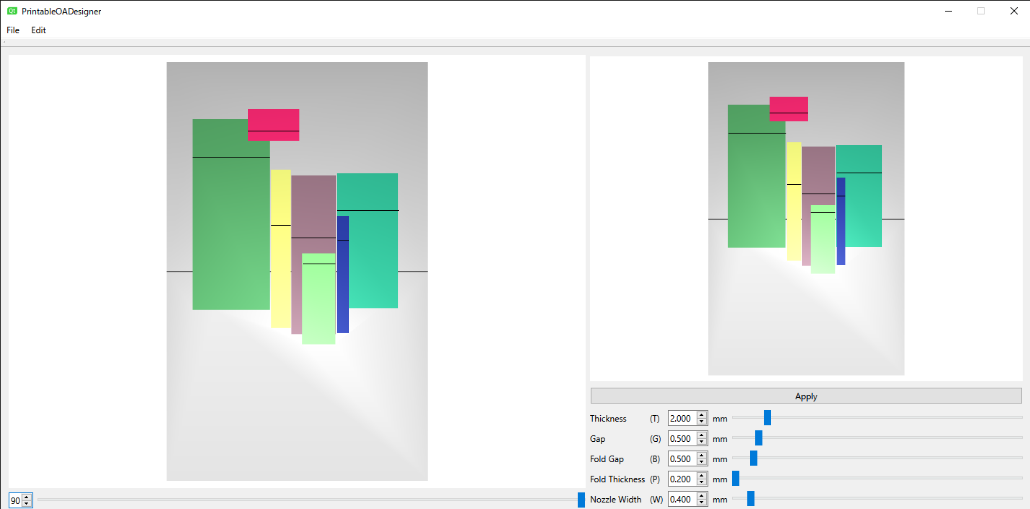 PrintableOADesigner
File Edit
Apply
Thickness (T) 2.000 mm
Gap (G) 0.500 mm
Fold Gap (B) 0.500 mm
Fold Thickness (P) 0.200 mm
90 Nozzle Width (W) 0.400 mm